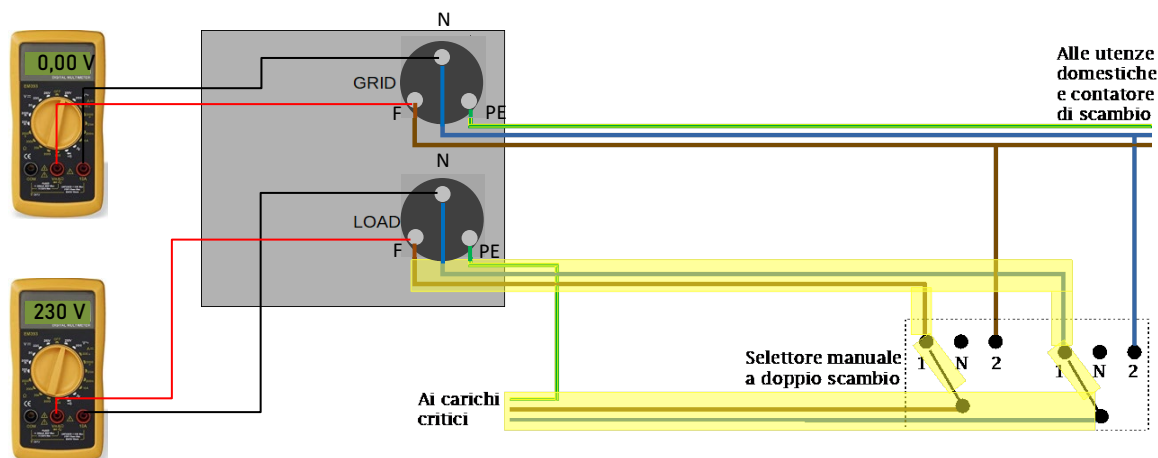 N
0,00 V
GRID
F
PE
Alle utenze
domestiche
e contatore
di scambio
N
LOAD
F
PE
230 V
Selettore manuale
a doppio scambio
1
N
2
1
N
2
Ai carichi
critici